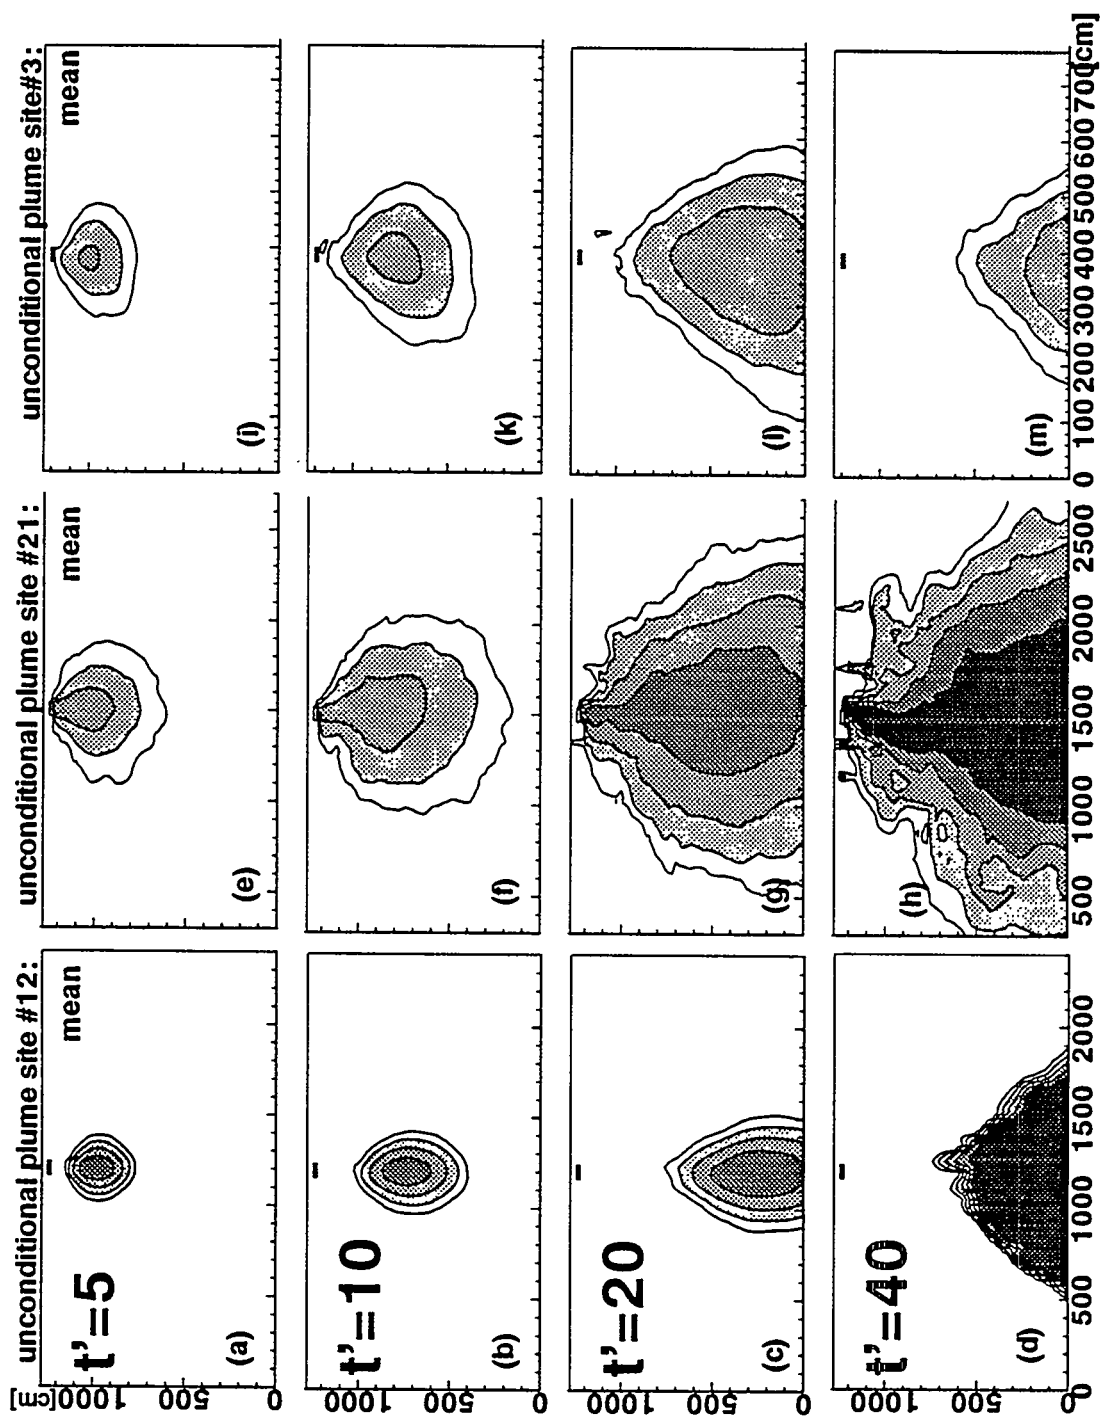 unconditional plume site #12:
unconditional plume site #21:
unconditional plume site#3:
[cm]
1000
500
0
t'=5
mean
(a)
mean
(e)
mean
(i)
1000
500
0
t'=10
(b)
(f)
(k)
1000
500
0
t'=20
(c)
(g)
(l)
1000
500
0
t'=40
(d)
(h)
(m)
0 500 1000 1500 2000
500 1000 1500 2000 2500
0 100 200 300 400 500 600 700 [cm]